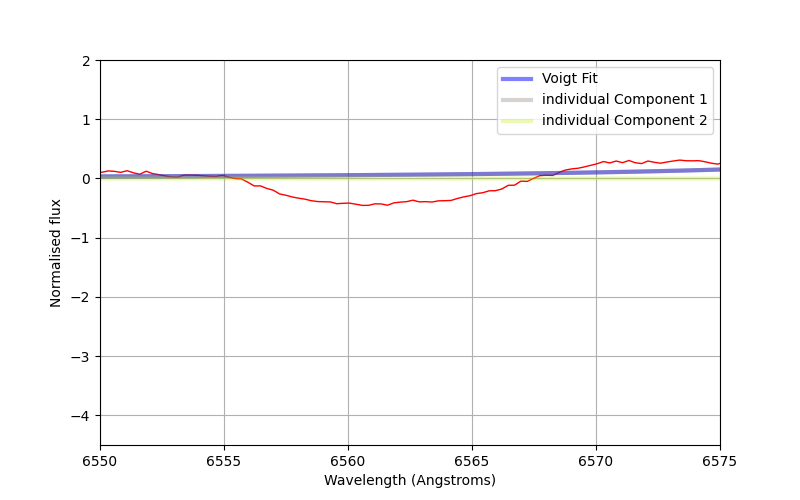 2
1
0
−1
−2
−3
−4
Normalised flux
Voigt Fit
individual Component 1
individual Component 2
6550 6555 6560 6565 6570 6575
Wavelength (Angstroms)